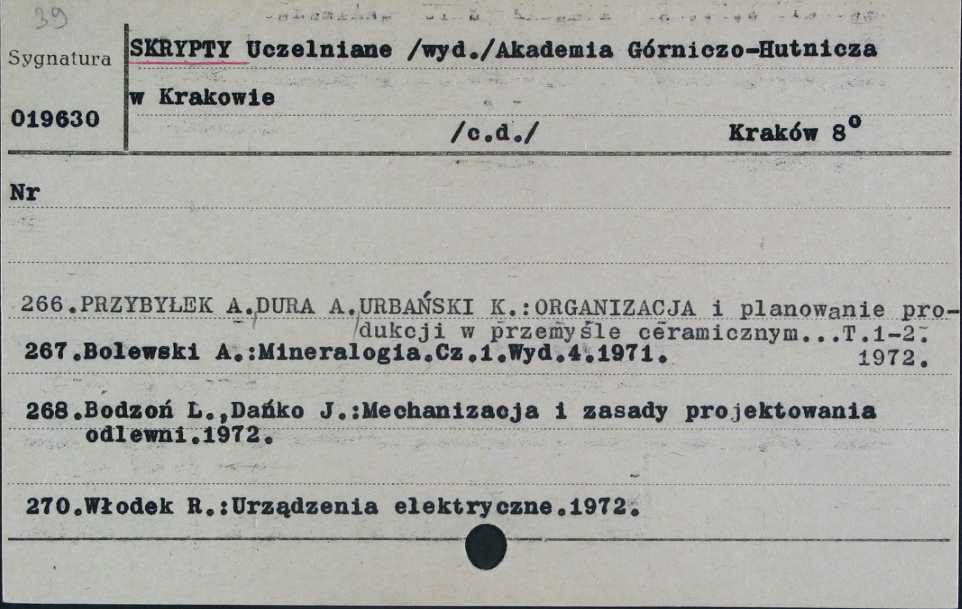 39
Sygnatura
SKRYPTY Uczelniane /wyd./Akademia Górniczo-Hutnicza
w Krakowie
019630
/c.d./ Kraków 8°
Nr
266.PRZYBYŁEK A.,DURA A.,URBAŃSKI K.:ORGANIZACJA i planowanie pro-
dukcji w przemyśle ceramicznym...T.1-2.
1972.
267.Bolewski A.:Mineralogia.Cz.1.Wyd.4.1971.
268.Bodzoń L.,Dańko J.:Mechanizacja i zasady projektowania
odlewni.1972.
270.Włodek R.:Urządzenia elektryczne.1972.